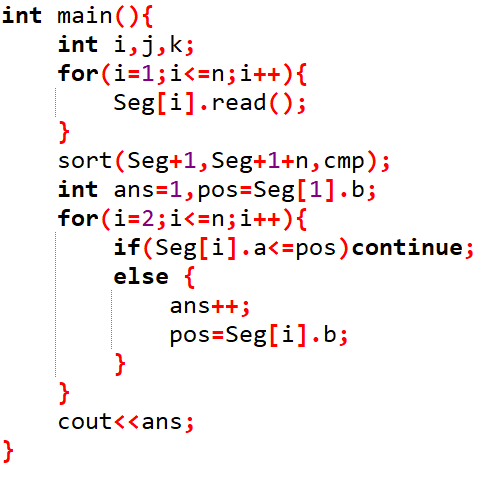 int main(){
    int i,j,k;
    for(i=1;i<=n;i++){
        Seg[i].read();
    }
    sort(Seg+1,Seg+1+n,cmp);
    int ans=1,pos=Seg[1].b;
    for(i=2;i<=n;i++){
        if(Seg[i].a<=pos)continue;
        else {
            ans++;
            pos=Seg[i].b;
        }
    }
    cout<<ans;
}